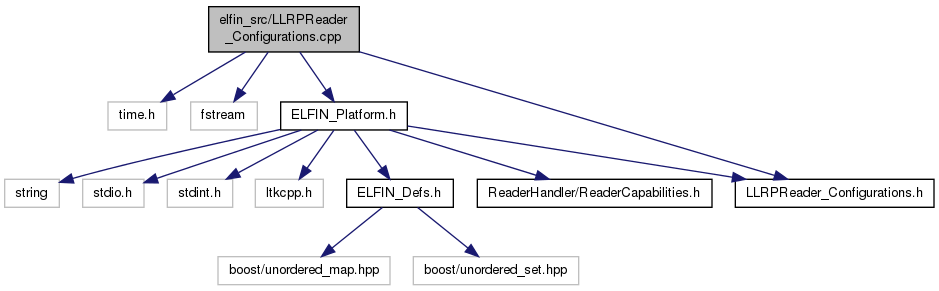 elfin_src/LLRPReader
_Configurations.cpp
time.h
fstream
ELFIN_Platform.h
string
stdio.h
stdint.h
ltkcpp.h
ELFIN_Defs.h
ReaderHandler/ReaderCapabilities.h
LLRPReader_Configurations.h
boost/unordered_map.hpp
boost/unordered_set.hpp